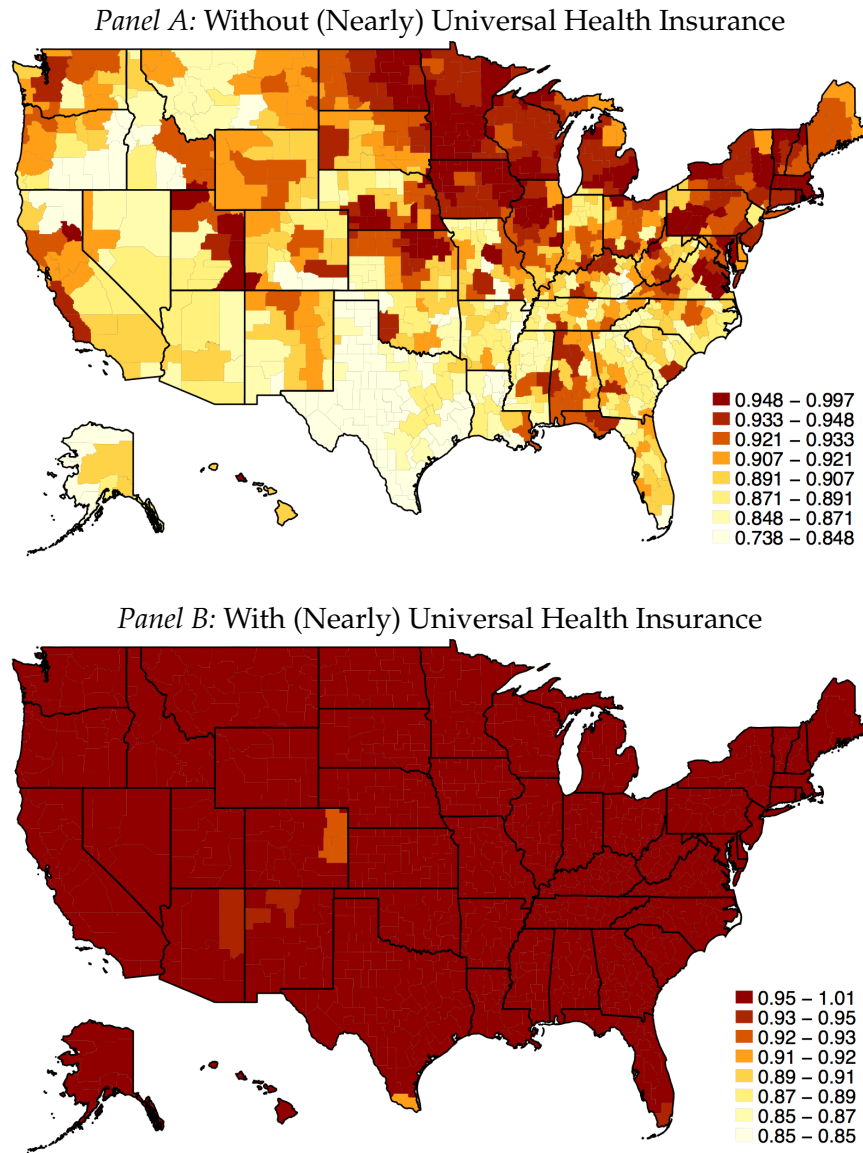 Panel A: Without (Nearly) Universal Health Insurance
0.948 – 0.997
0.933 – 0.948
0.921 – 0.933
0.907 – 0.921
0.891 – 0.907
0.871 – 0.891
0.848 – 0.871
0.738 – 0.848
Panel B: With (Nearly) Universal Health Insurance
0.95 – 1.01
0.93 – 0.95
0.92 – 0.93
0.91 – 0.92
0.89 – 0.91
0.87 – 0.89
0.85 – 0.87
0.85 – 0.85